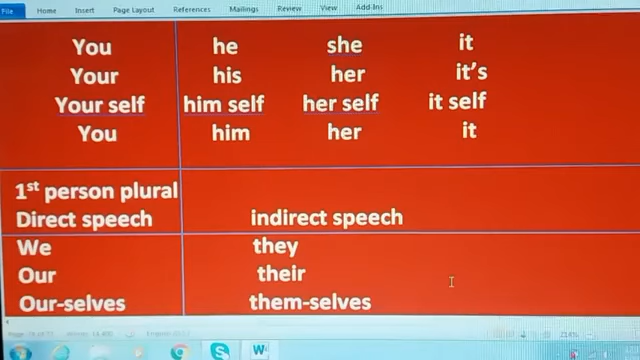 File Home Insert Page Layout References Mailings Review View Add-Ins
You he she it
Your his her it's
Your self him self her self it self
You him her it
1st person plural
Direct speech indirect speech
We they
Our their
Our-selves them-selves
214%